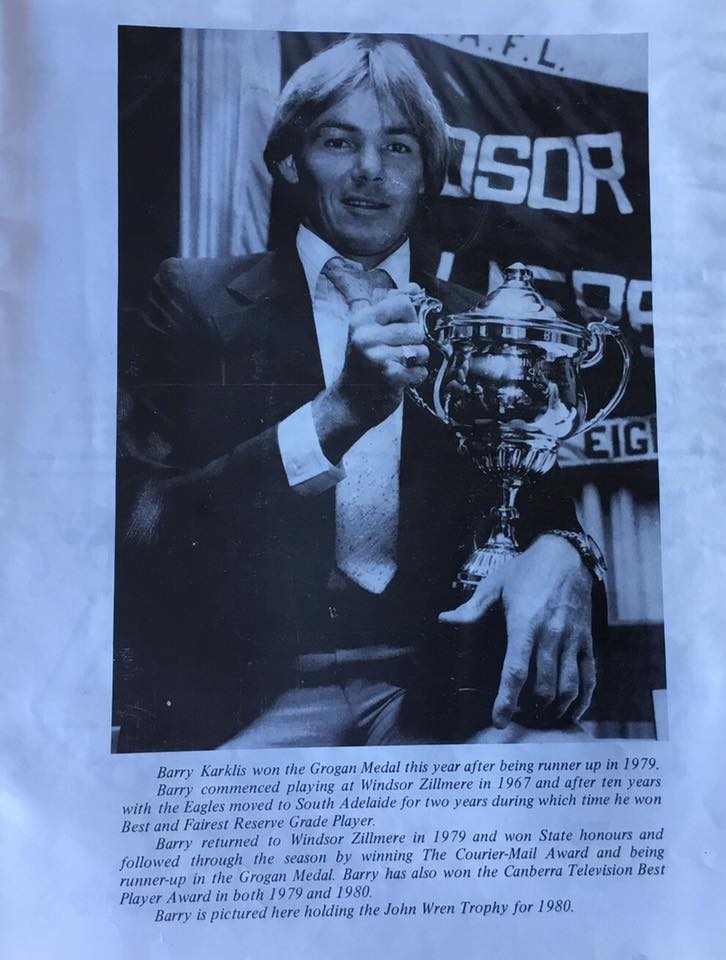 A.F.L.
DSOR
EIG
Barry Karklis won the Grogan Medal this year after being runner up in 1979.
Barry commenced playing at Windsor Zillmere in 1967 and after ten years
with the Eagles moved to South Adelaide for two years during which time he won
Best and Fairest Reserve Grade Player.
Barry returned to Windsor Zillmere in 1979 and won State honours and
followed through the season by winning The Courier-Mail Award and being
runner-up in the Grogan Medal. Barry has also won the Canberra Television Best
Player Award in both 1979 and 1980.
Barry is pictured here holding the John Wren Trophy for 1980.